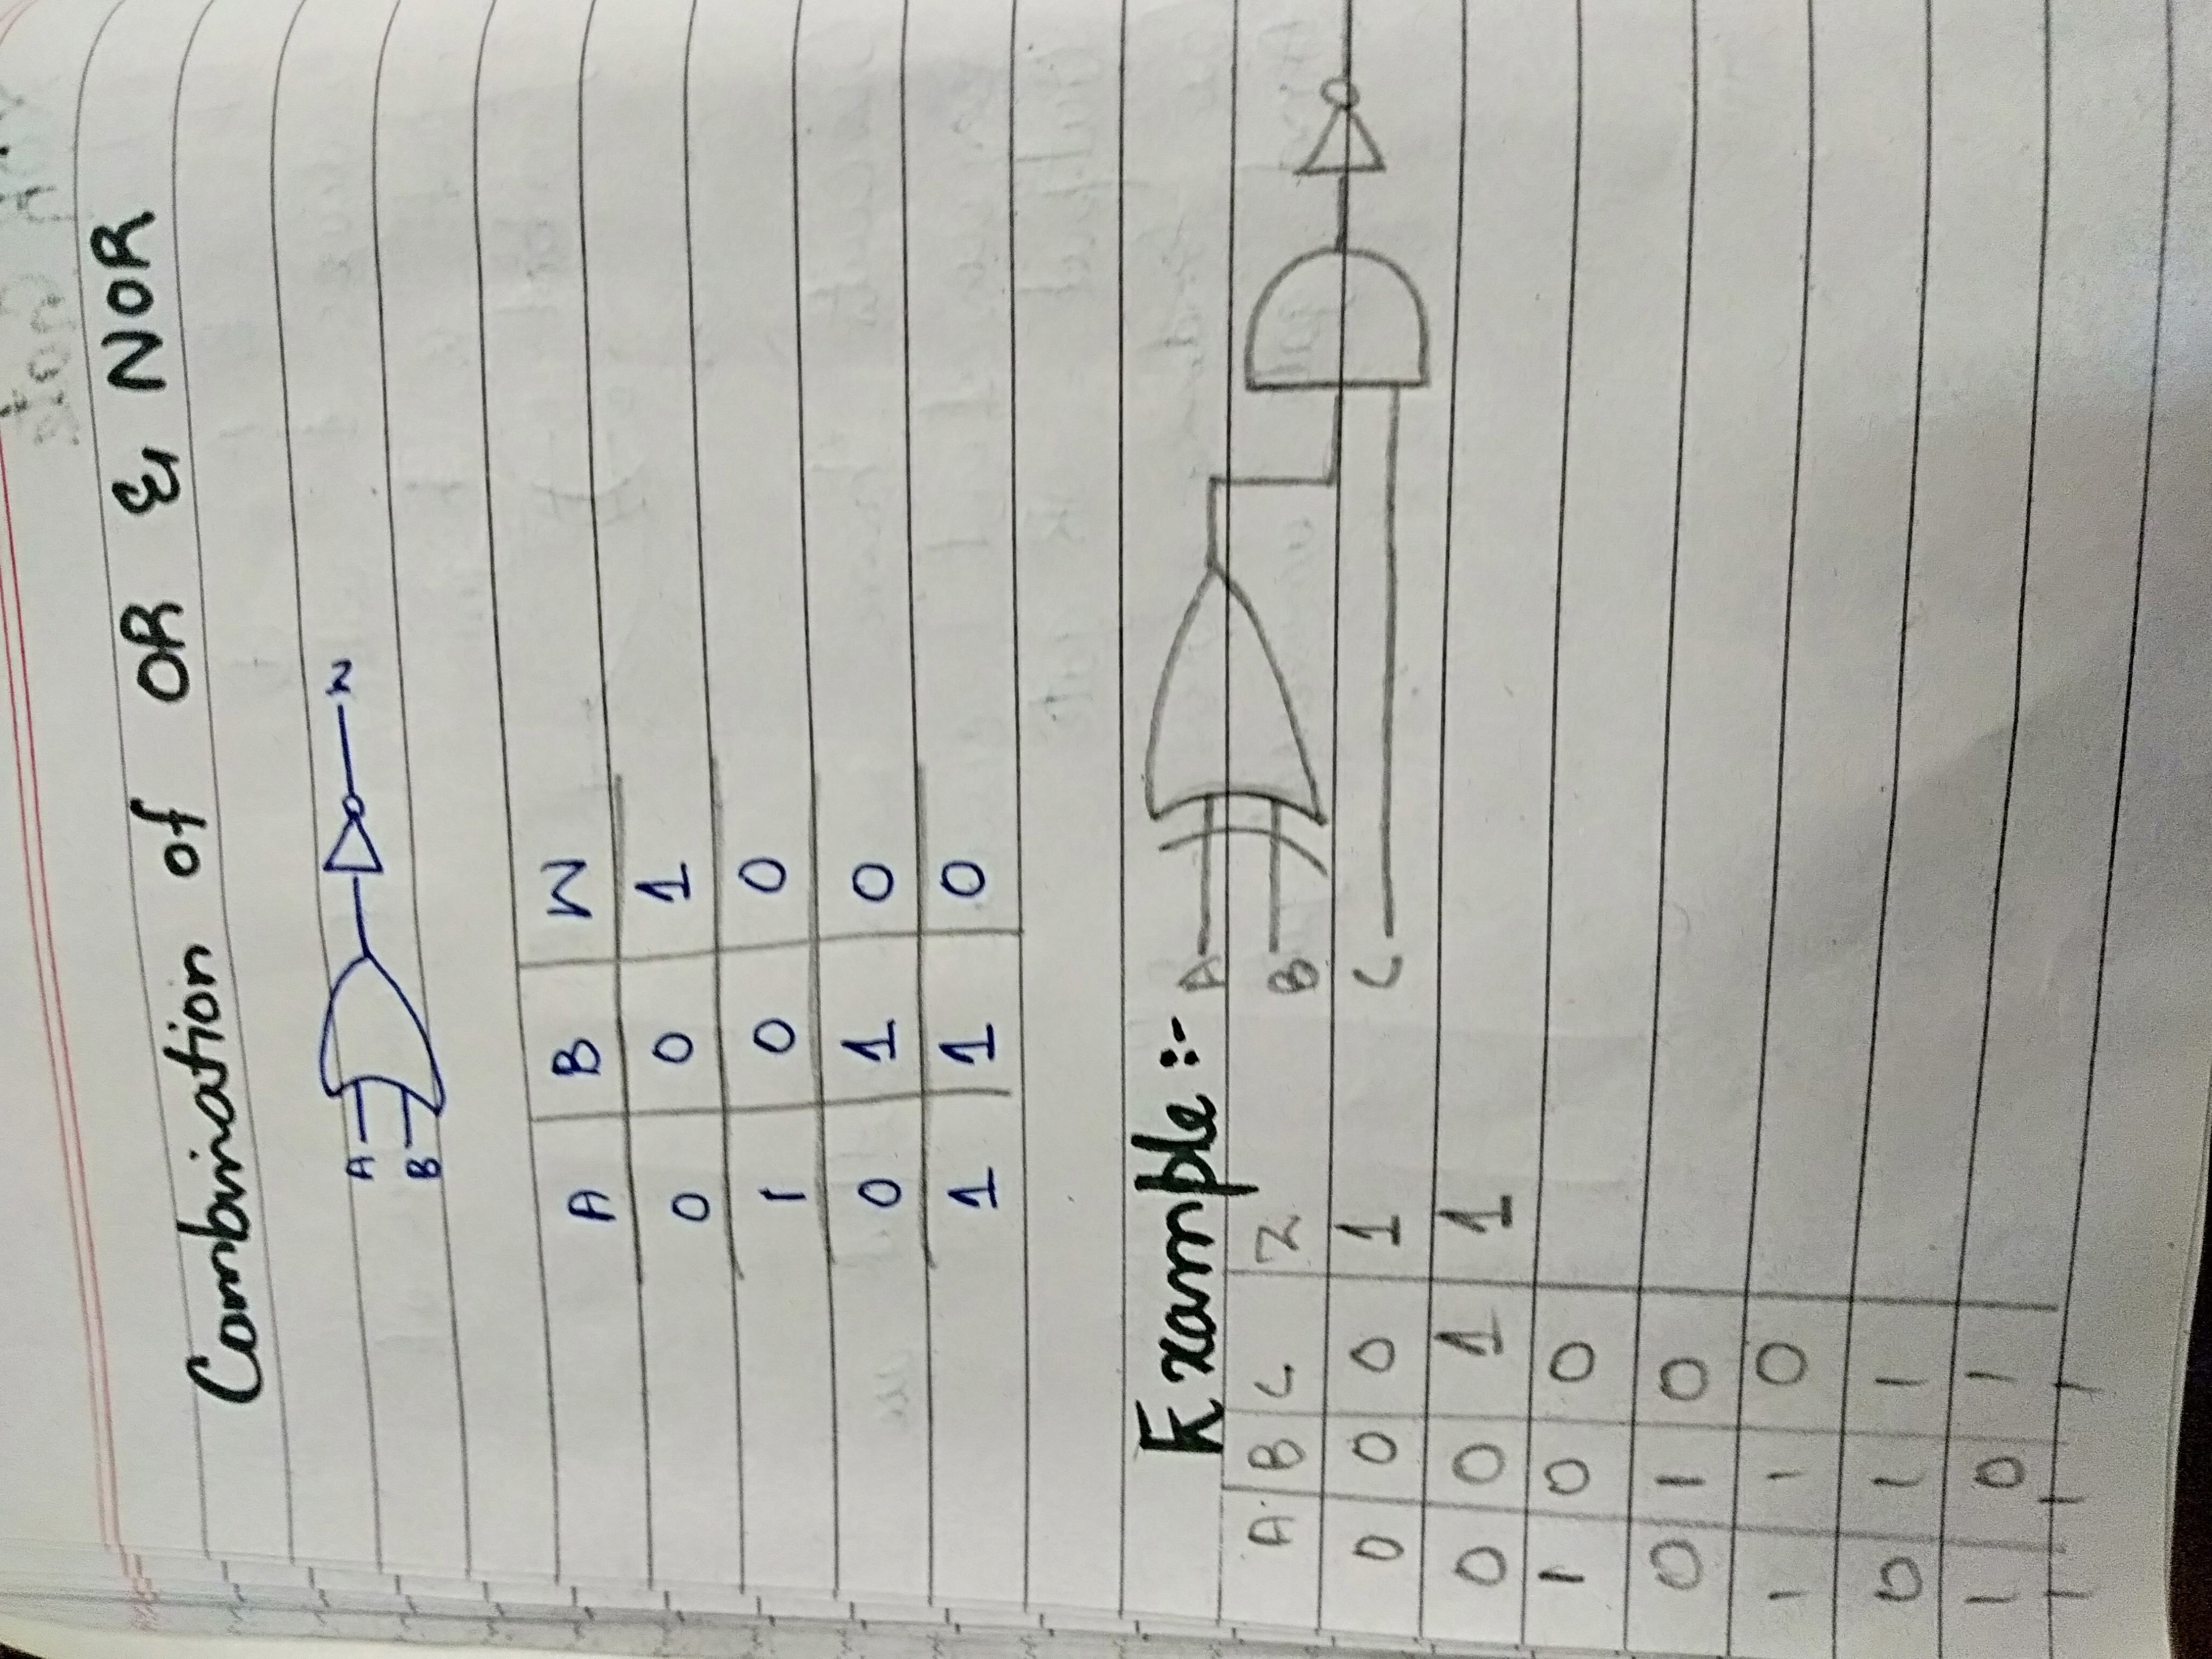 Combination of OR & NOR
A
B
Z
A B W
0 0 1
1 0 0
0 1 0
1 1 0
Example :-
A
B
C
A B C Z
0 0 0 1
0 0 1 1
1 0 0
0 1 0
1 1 0
0 1 1
1 0 1
1 1 1